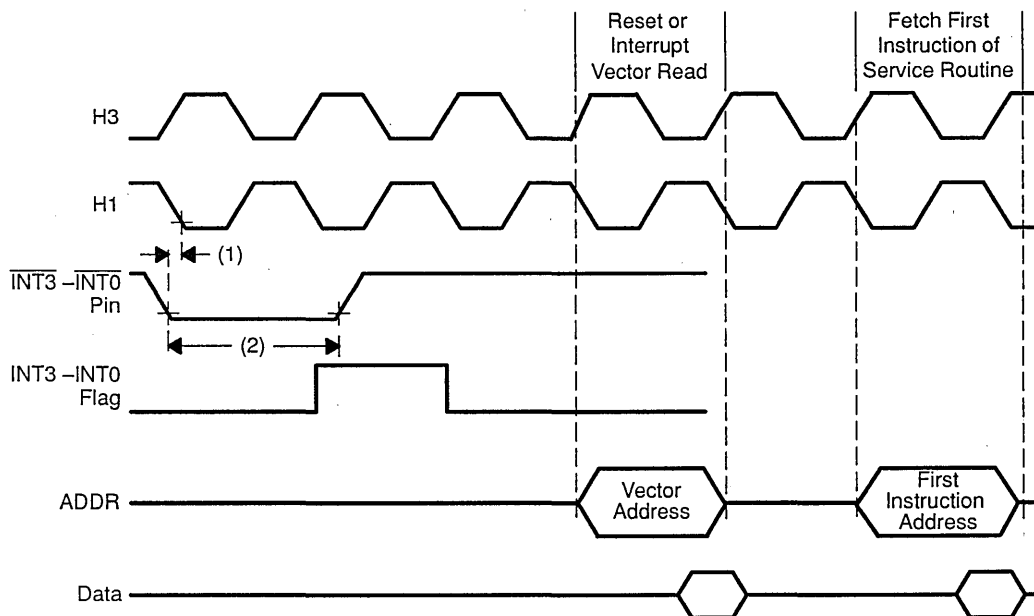 Reset or
Interrupt
Vector Read
Fetch First
Instruction of
Service Routine
H3
H1
(1)
INT3 –INT0
Pin
(2)
INT3 –INT0
Flag
ADDR
Vector
Address
First
Instruction
Address
Data